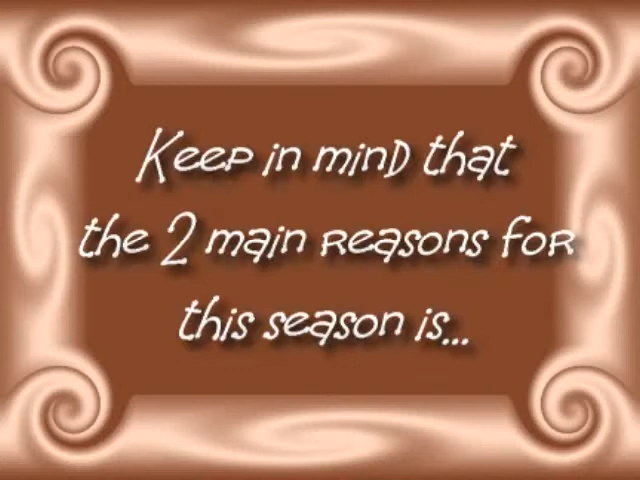 Keep in mind that
the 2 main reasons for
this season is...